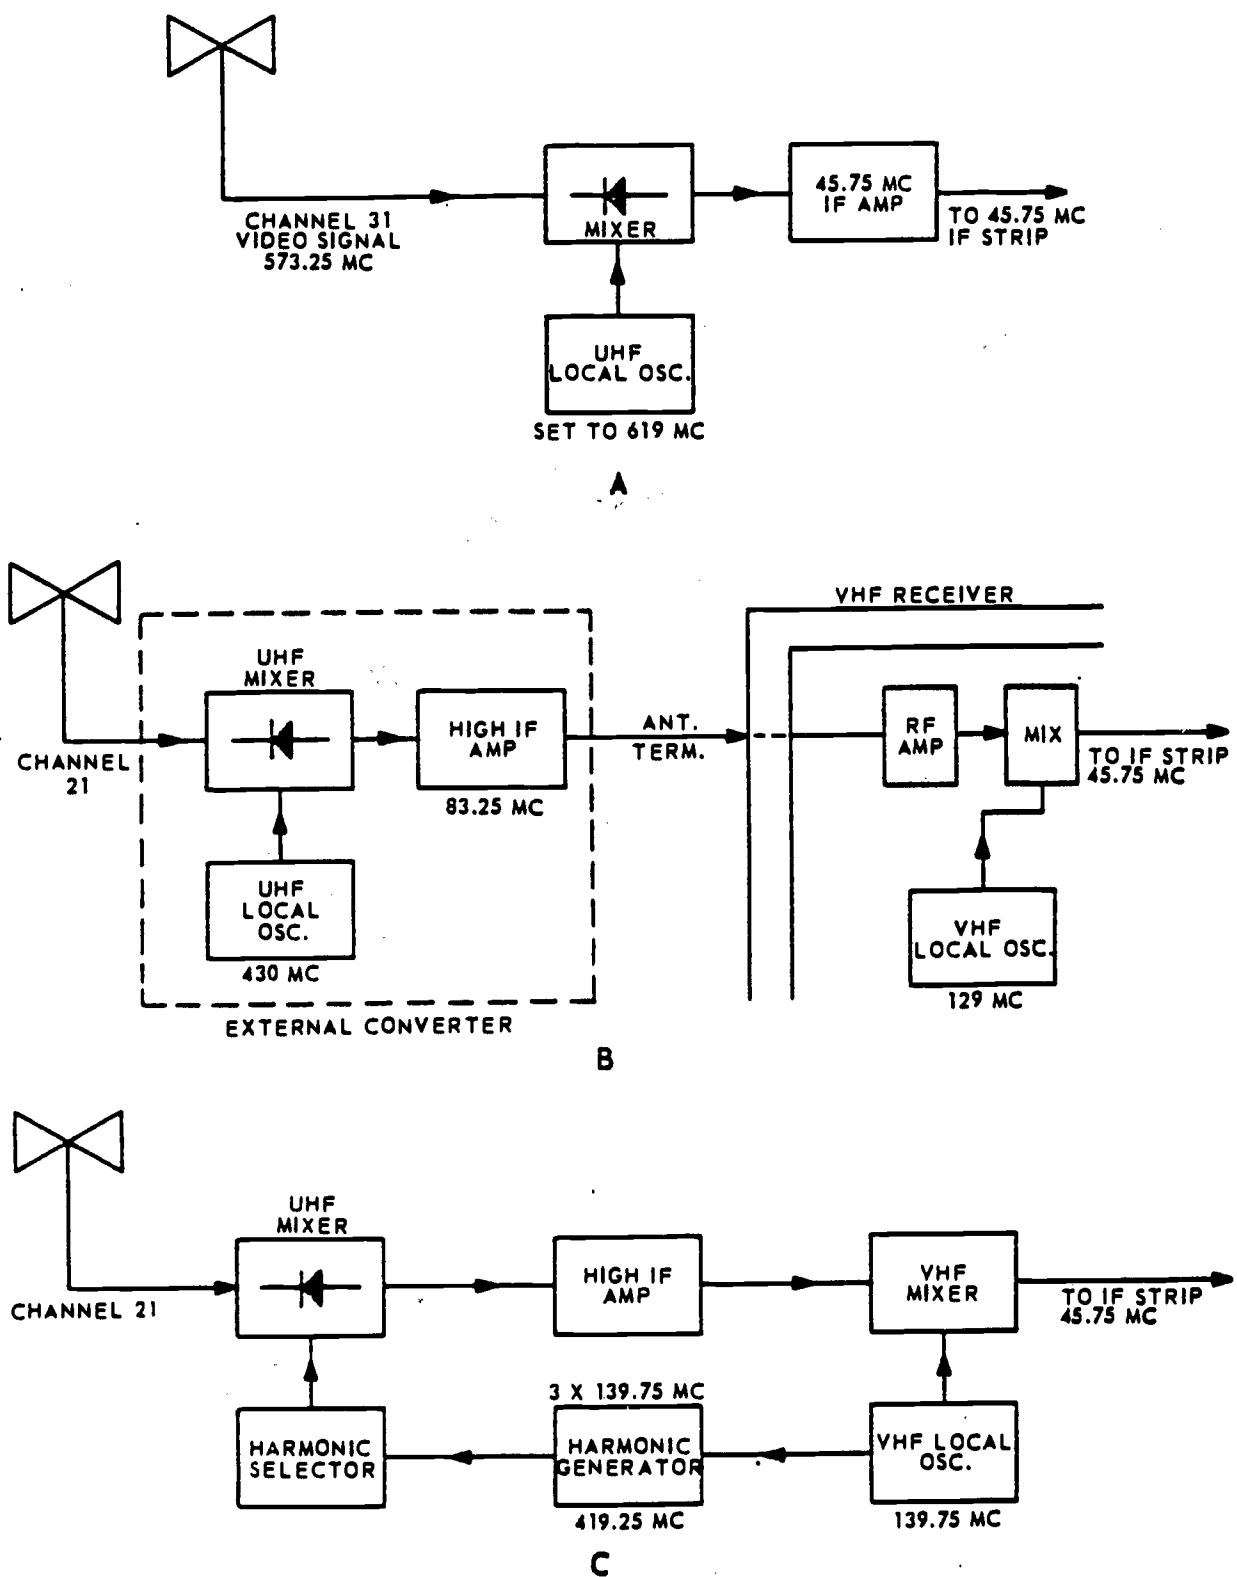 CHANNEL 31
VIDEO SIGNAL
573.25 MC
MIXER
45.75 MC
IF AMP
TO 45.75 MC
IF STRIP
UHF
LOCAL OSC.
SET TO 619 MC
A
VHF RECEIVER
UHF
MIXER
HIGH IF
AMP
83.25 MC
ANT.
TERM.
RF
AMP
MIX
TO IF STRIP
45.75 MC
CHANNEL
21
UHF
LOCAL
OSC.
430 MC
VHF
LOCAL OSC.
129 MC
EXTERNAL CONVERTER
B
UHF
MIXER
HIGH IF
AMP
VHF
MIXER
TO IF STRIP
45.75 MC
CHANNEL 21
3 X 139.75 MC
HARMONIC
SELECTOR
HARMONIC
GENERATOR
419.25 MC
VHF LOCAL
OSC.
139.75 MC
C